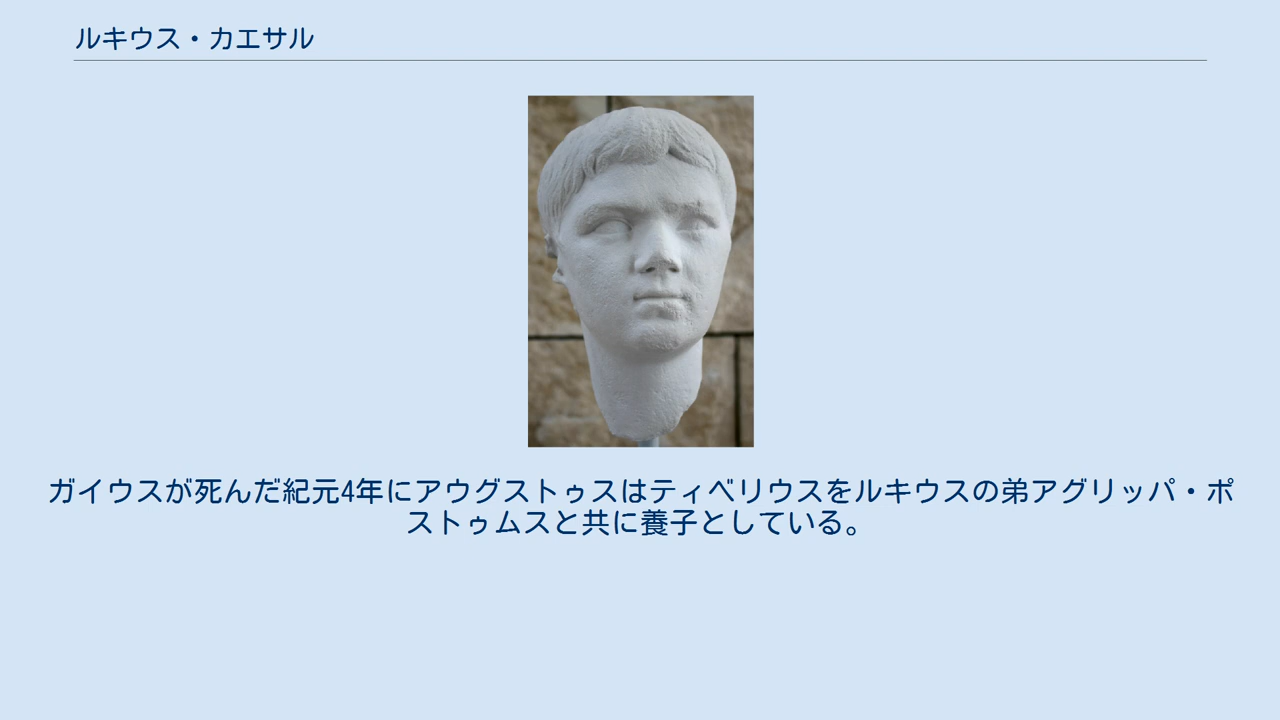 ルキウス・カエサル
ガイウスが死んだ紀元4年にアウグストゥスはティベリウスをルキウスの弟アグリッパ・ポ
ストゥムスと共に養子としている。